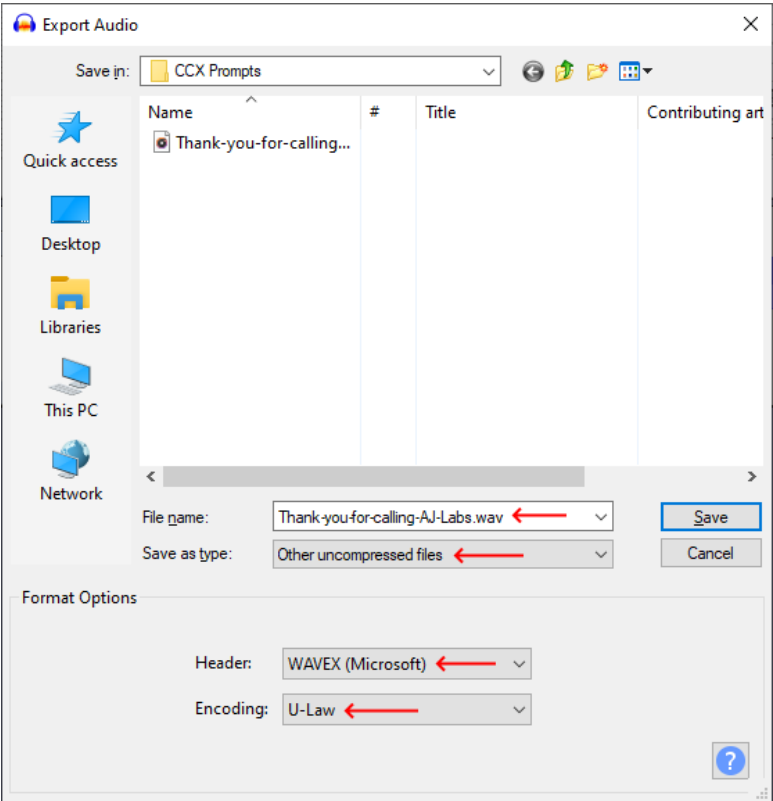 Export Audio
Save in: CCX Prompts
Name # Title Contributing art
Thank-you-for-calling...
Quick access
Desktop
Libraries
This PC
Network
File name: Thank-you-for-calling-AJ-Labs.wav Save
Save as type: Other uncompressed files Cancel
Format Options
Header: WAVEX (Microsoft)
Encoding: U-Law
?